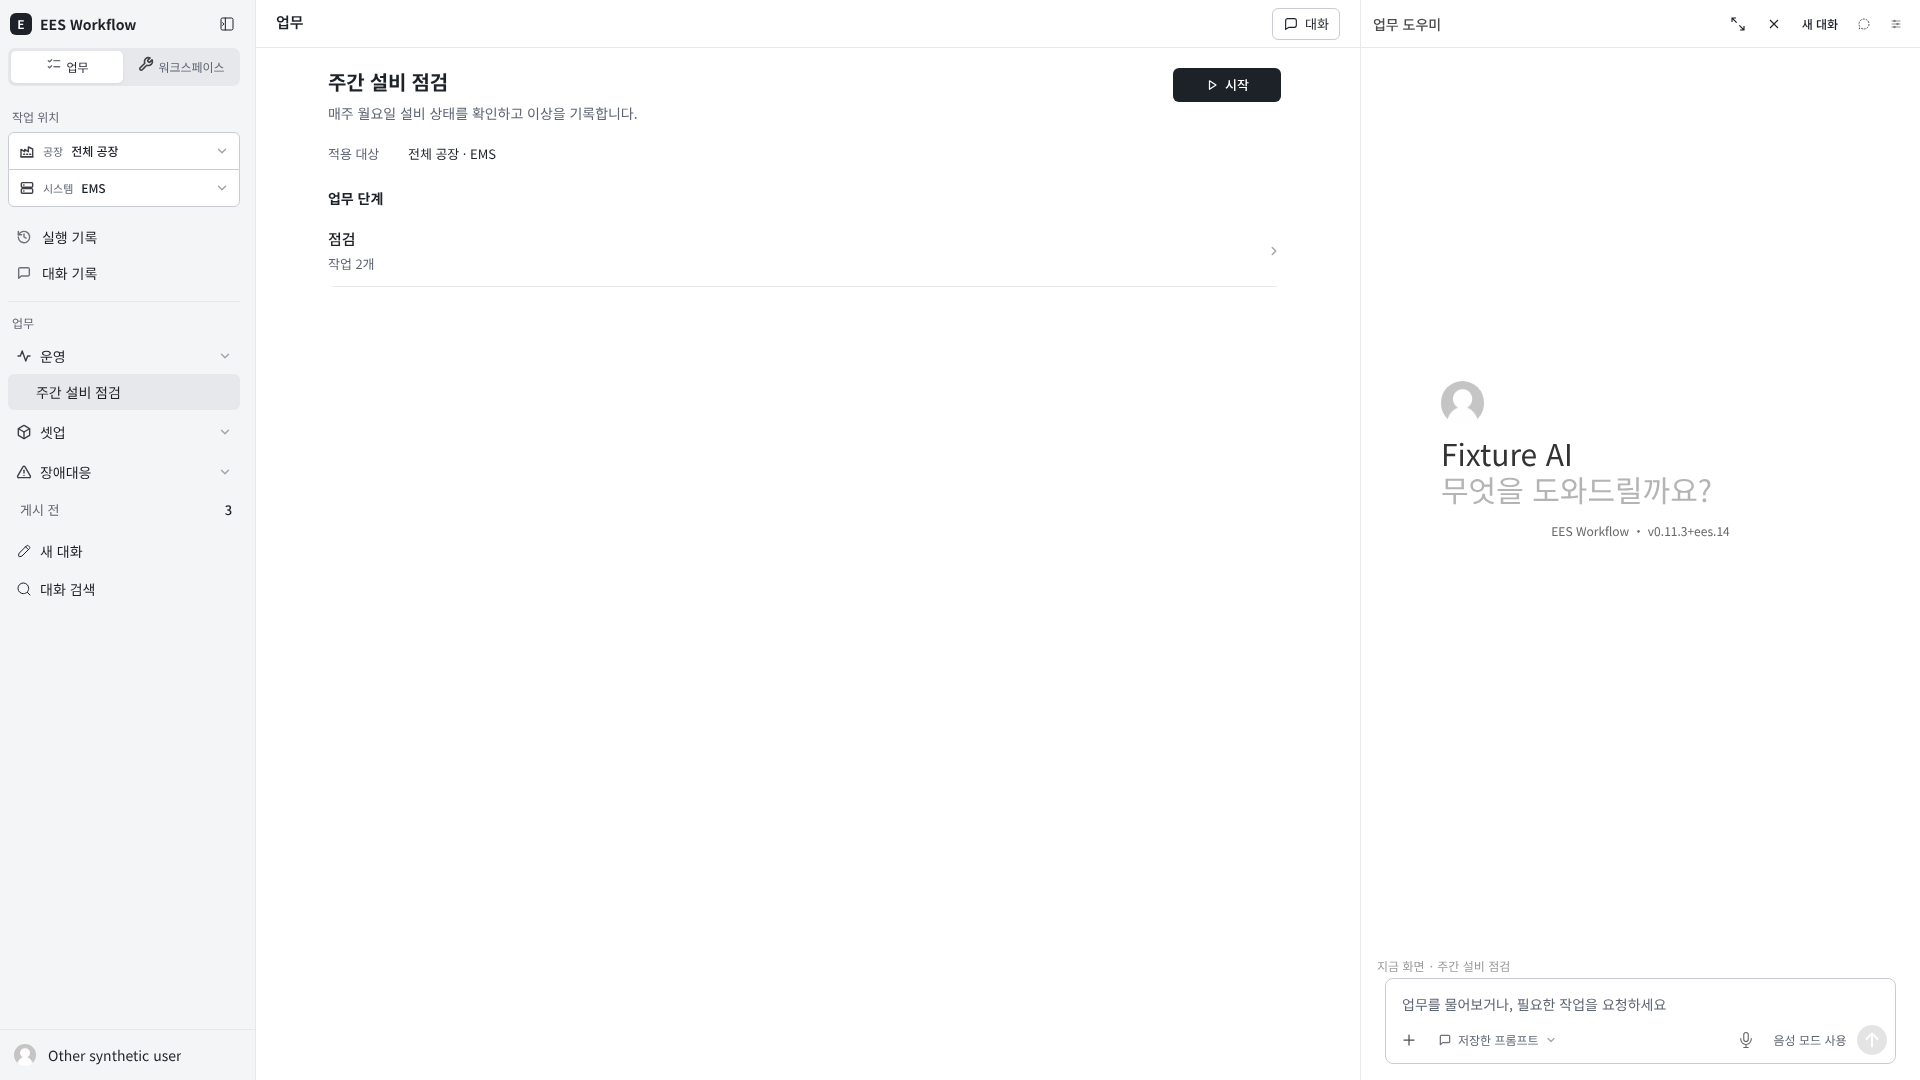 E EES Workflow
업무 워크스페이스
작업 위치
공장 전체 공장
시스템 EMS
실행 기록
대화 기록
업무
운영
주간 설비 점검
셋업
장애대응
게시 전 3
새 대화
대화 검색
Other synthetic user
업무
대화
주간 설비 점검
시작
매주 월요일 설비 상태를 확인하고 이상을 기록합니다.
적용 대상 전체 공장 · EMS
업무 단계
점검
작업 2개
업무 도우미
새 대화
Fixture AI
무엇을 도와드릴까요?
EES Workflow • v0.11.3+ees.14
지금 화면 · 주간 설비 점검
업무를 물어보거나, 필요한 작업을 요청하세요
저장한 프롬프트
음성 모드 사용